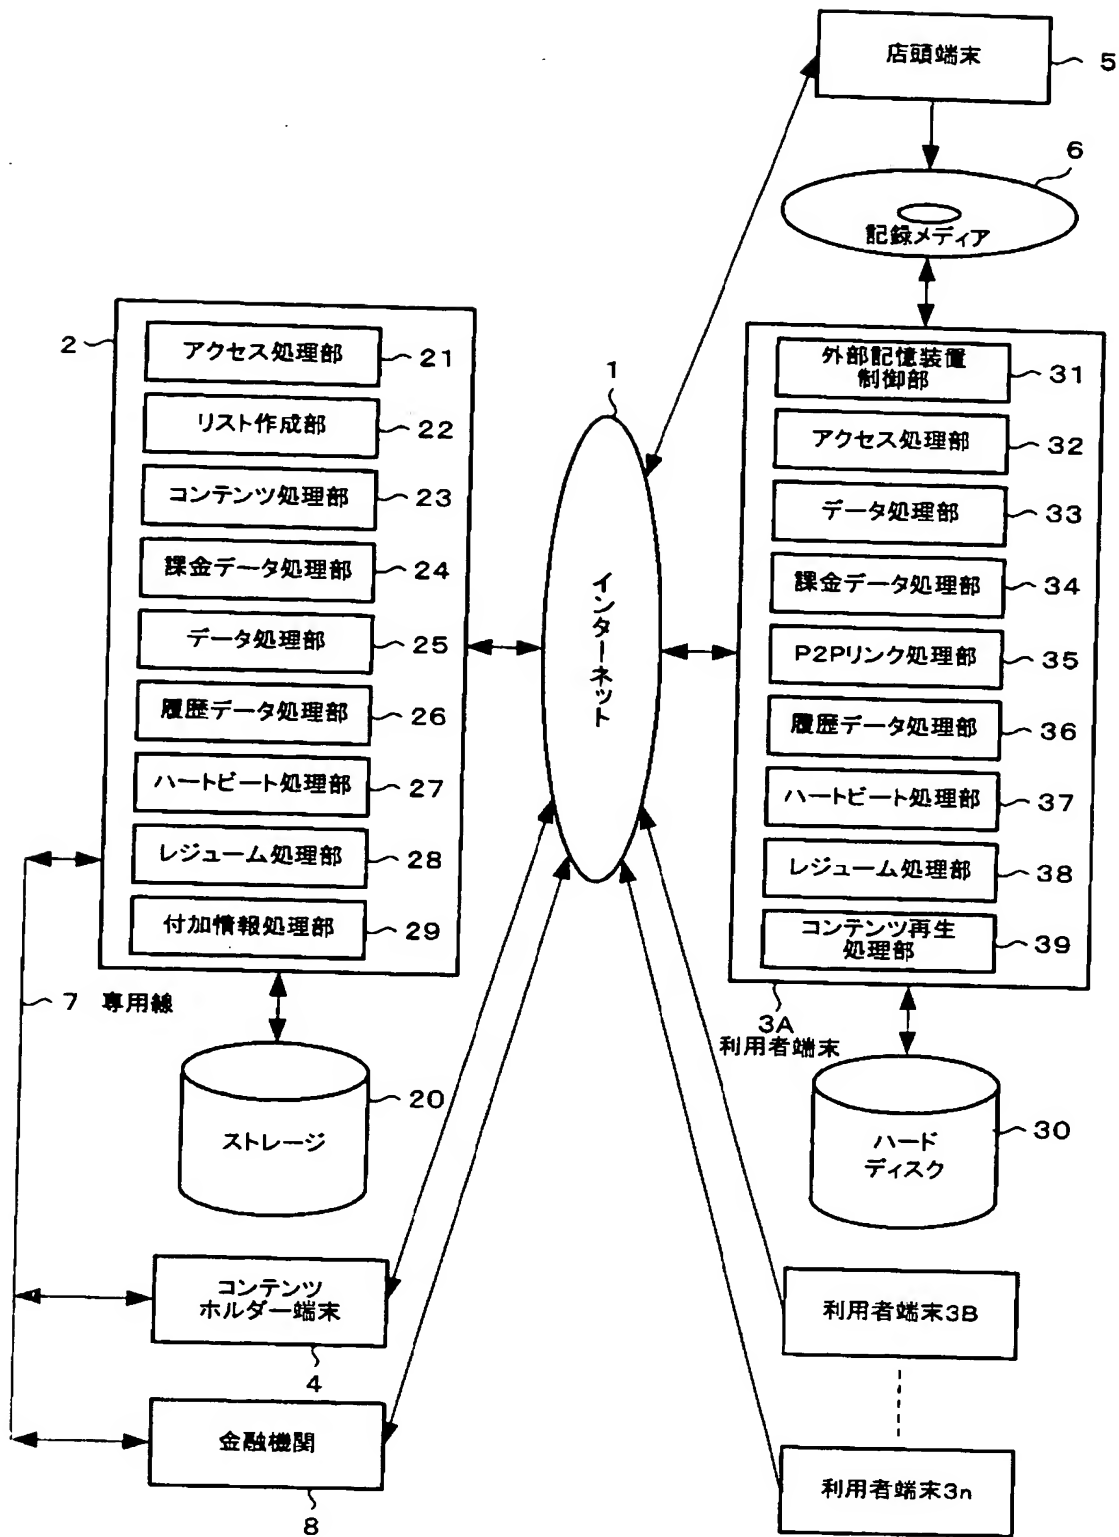 店頭端末
5
6
記録メディア
2
アクセス処理部
21
リスト作成部
22
コンテンツ処理部
23
課金データ処理部
24
データ処理部
25
履歴データ処理部
26
ハートビート処理部
27
レジューム処理部
28
付加情報処理部
29
7 専用線
1
インターネット
外部記憶装置
制御部
31
アクセス処理部
32
データ処理部
33
課金データ処理部
34
P2Pリンク処理部
35
履歴データ処理部
36
ハートビート処理部
37
レジューム処理部
38
コンテンツ再生
処理部
39
3A
利用者端末
20
ストレージ
30
ハード
ディスク
コンテンツ
ホルダー端末
4
金融機関
8
利用者端末3B
利用者端末3n